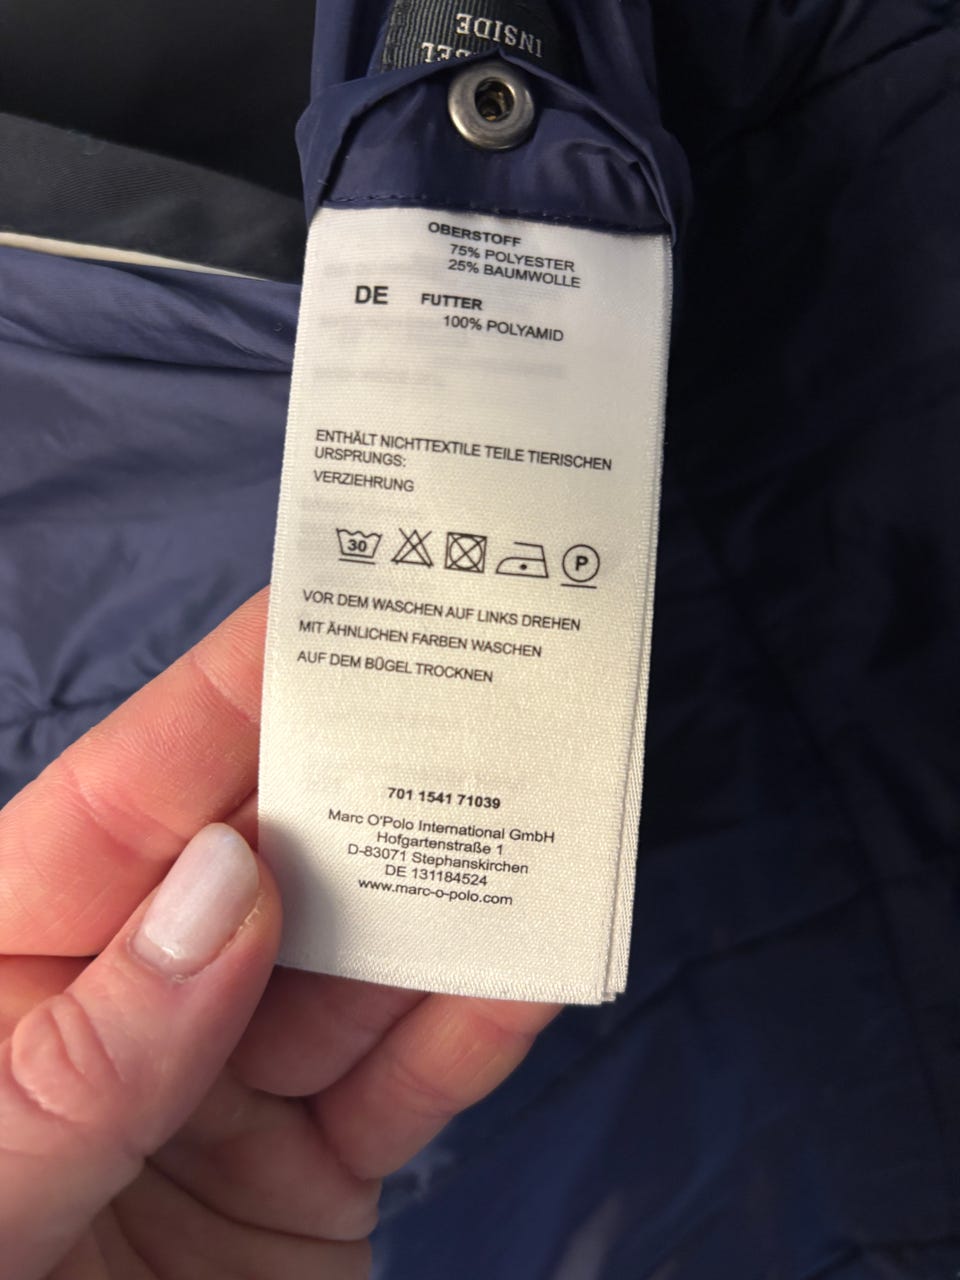 INSIDE
OBERSTOFF
75% POLYESTER
25% BAUMWOLLE
DE FUTTER
100% POLYAMID
ENTHÄLT NICHTTEXTILE TEILE TIERISCHEN
URSPRUNGS:
VERZIEHRUNG
30
P
VOR DEM WASCHEN AUF LINKS DREHEN
MIT ÄHNLICHEN FARBEN WASCHEN
AUF DEM BÜGEL TROCKNEN
701 1541 71039
Marc O'Polo International GmbH
Hofgartenstraße 1
D-83071 Stephanskirchen
DE 131184524
www.marc-o-polo.com